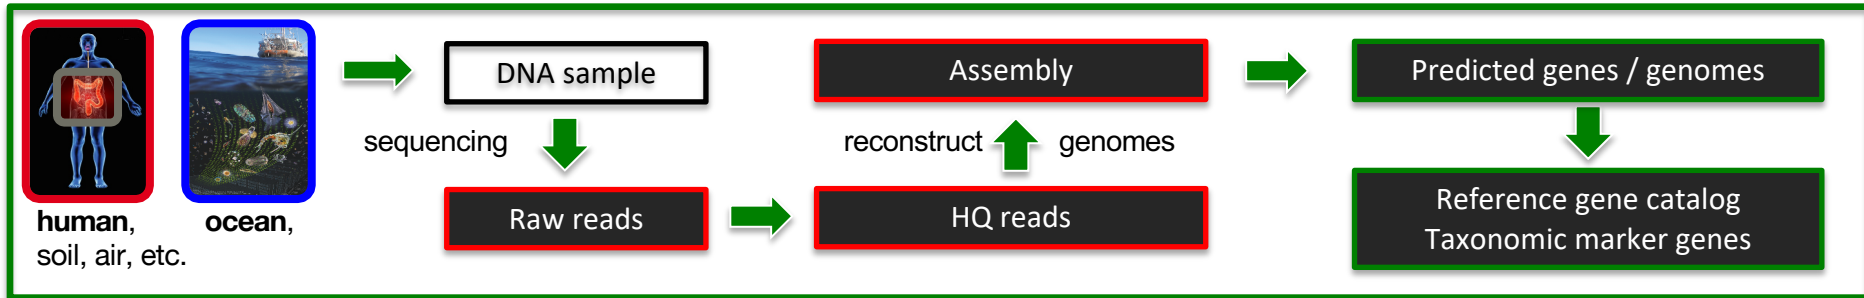 human,
soil, air, etc.
ocean,
DNA sample
sequencing
Raw reads
HQ reads
reconstruct genomes
Assembly
Predicted genes / genomes
Reference gene catalog
Taxonomic marker genes